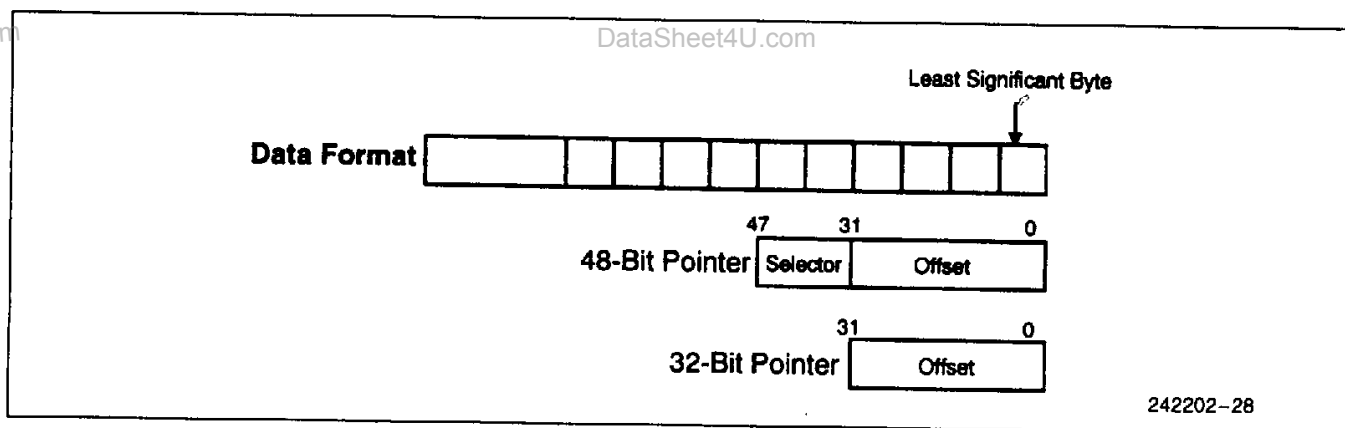 m
DataSheet4U.com
Least Significant Byte
Data Format
47 31 0
48-Bit Pointer Selector Offset
31 0
32-Bit Pointer Offset
242202-28